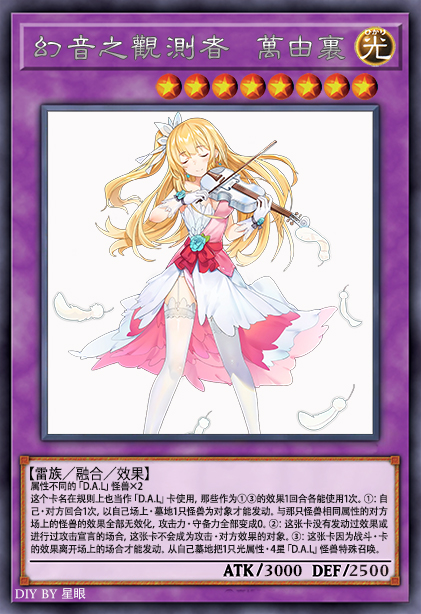 幻音之觀測者 萬由裏
光
【雷族／融合／效果】
属性不同的「D.A.L」怪兽×2
这个卡名在规则上也当作「D.A.L」卡使用，那些作为①③的效果1回合各能使用1次。①：自
己·对方回合1次，以自己场上·墓地1只怪兽为对象才能发动。与那只怪兽相同属性的对方
场上的怪兽的效果全部无效化，攻击力·守备力全部变成0。②：这张卡没有发动过效果或
进行过攻击宣言的场合，这张卡不会成为攻击·对方效果的对象。③：这张卡因为战斗·卡
的效果离开场上的场合才能发动。从自己墓地把1只光属性·4星「D.A.L」怪兽特殊召唤。
ATK/3000 DEF/2500
DIY BY 星眼